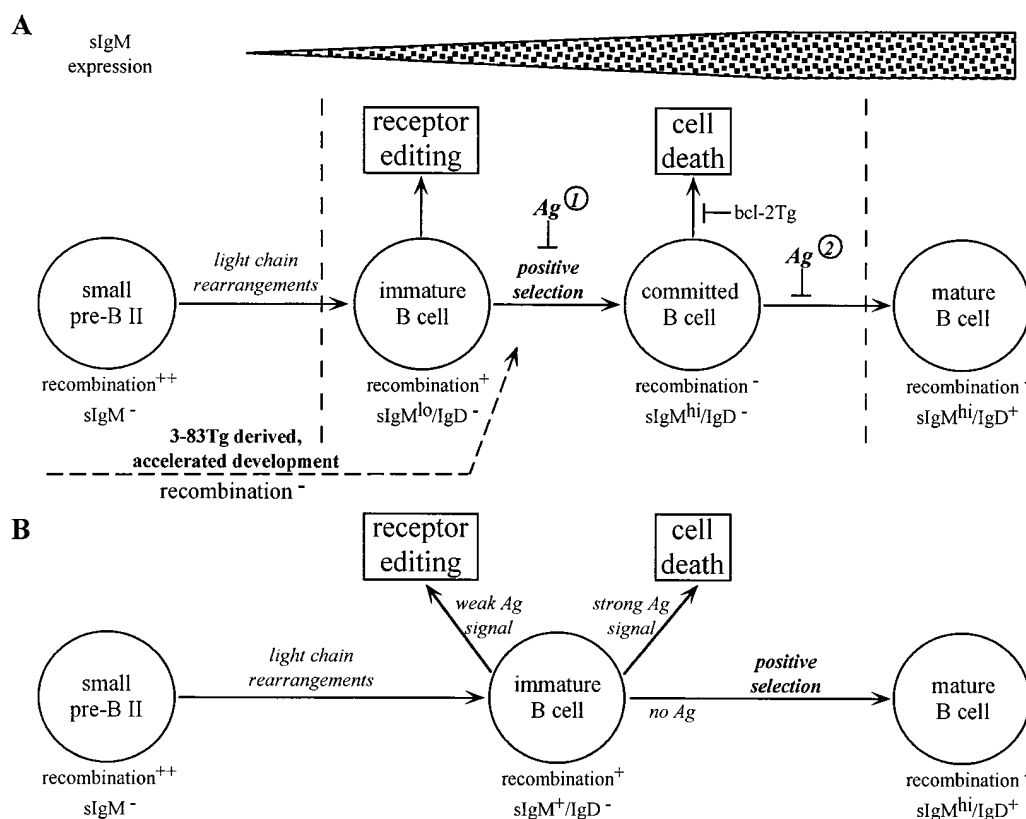 A
sIgM
expression
receptor
editing
cell
death
Ag ①
bcl-2Tg
Ag ②
light chain
rearrangements
positive
selection
small
pre-B II
immature
B cell
committed
B cell
mature
B cell
recombination++
sIgM -
recombination+
sIgMlo/IgD -
recombination -
sIgMhi/IgD -
recombination -
sIgMhi/IgD+
3-83Tg derived,
accelerated development
recombination -
B
receptor
editing
cell
death
weak Ag
signal
strong Ag
signal
light chain
rearrangements
positive
selection
no Ag
small
pre-B II
immature
B cell
mature
B cell
recombination++
sIgM -
recombination+
sIgM+/IgD -
recombination -
sIgMhi/IgD+